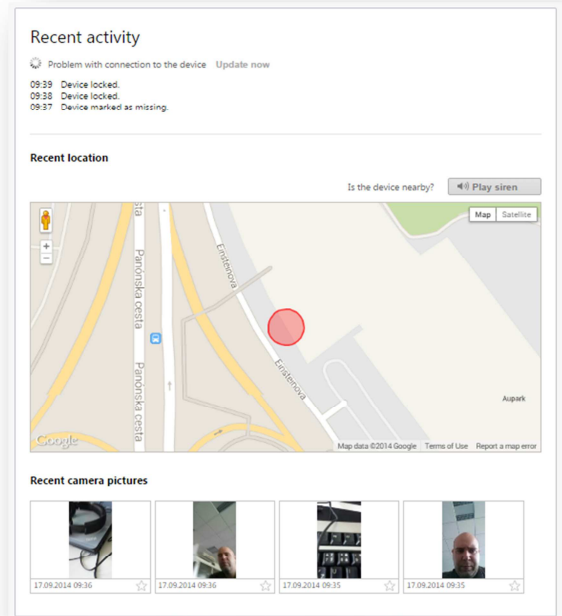 Recent activity
Problem with connection to the device Update now
09:39 Device locked.
09:38 Device locked.
09:37 Device marked as missing.
Recent location
Is the device nearby? Play siren
Map Satellite
sta
Panónska cesta
Panónska cesta
Panónska cesta
Einsteinova
Einsteinova
Aupark
Google
Map data ©2014 Google Terms of Use Report a map error
Recent camera pictures
17.09.2014 09:36 17.09.2014 09:36 17.09.2014 09:35 17.09.2014 09:35